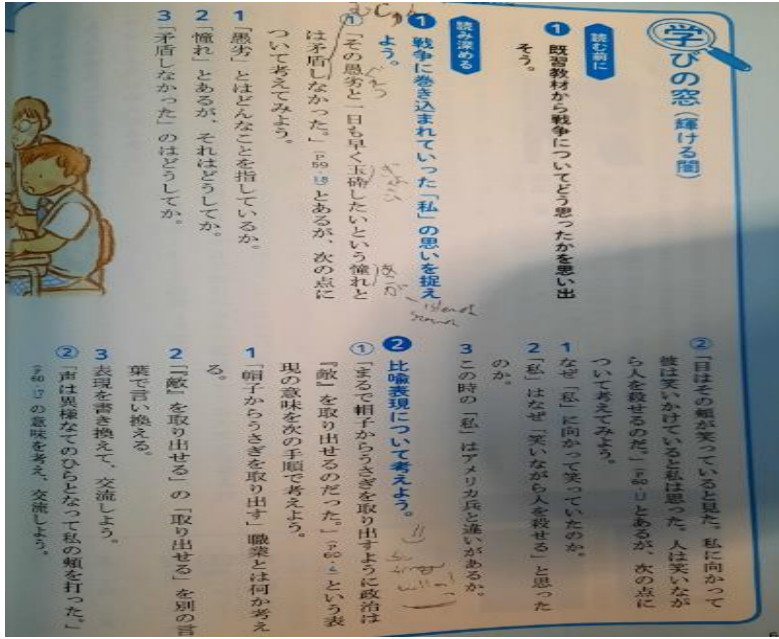 学びの窓（輝ける闇）
読む前に
1 既習教材から戦争についてどう思ったかを思い出
そう。
読み深める
1 戦争に巻き込まれていった「私」の思いを捉え
よう。
① 「その愚劣と一日も早く玉砕したいという憧れと
は矛盾しなかった。」(p59・18)とあるが、次の点に
ついて考えてみよう。
1 「愚劣」とはどんなことを指しているか。
2 「憧れ」とあるが、それはどうしてか。
3 「矛盾しなかった」のはどうしてか。
② 「目はその頰が笑っていると見た。私に向かって
彼は笑いかけていると私は思った。人は笑いなが
ら人を殺せるのだ。」(p60・12)とあるが、次の点に
ついて考えてみよう。
1 なぜ「私」に向かって笑っていたのか。
2 「私」はなぜ「笑いながら人を殺せる」と思った
のか。
3 この時の「私」はアメリカ兵と違いがあるか。
2 比喩表現について考えよう。
① 「まるで帽子からうさぎを取り出すように政治は
『敵』を取り出せるのだった。」(p60・4)という表
現の意味を次の手順で考えよう。
1 「帽子からうさぎを取り出す」職業とは何か考え
る。
2 「『敵』を取り出せる」の「取り出せる」を別の言
葉で言い換える。
3 表現を書き換えて、交流しよう。
② 「声は異様なてのひらとなって私の頰を打った。」
(p60・17)の意味を考え、交流しよう。
ぐれつ